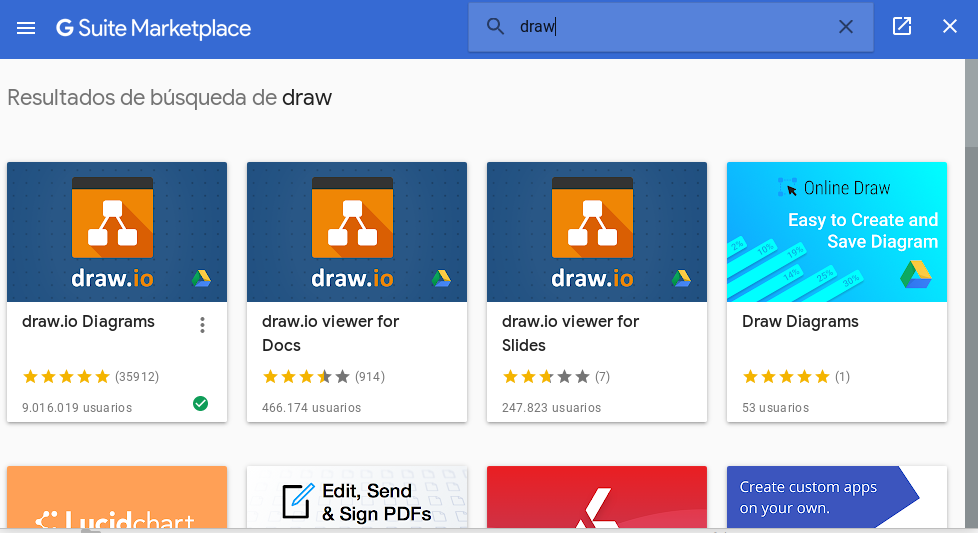 G Suite Marketplace
draw
Resultados de búsqueda de draw
draw.io
draw.io
draw.io
Online Draw
Easy to Create and
Save Diagram
2%
10%
19%
14%
25%
30%
draw.io Diagrams
(35912)
9.016.019 usuarios
draw.io viewer for
Docs
(914)
466.174 usuarios
draw.io viewer for
Slides
(7)
247.823 usuarios
Draw Diagrams
(1)
53 usuarios
Lucidchart
Edit, Send
& Sign PDFs
Create custom apps
on your own.